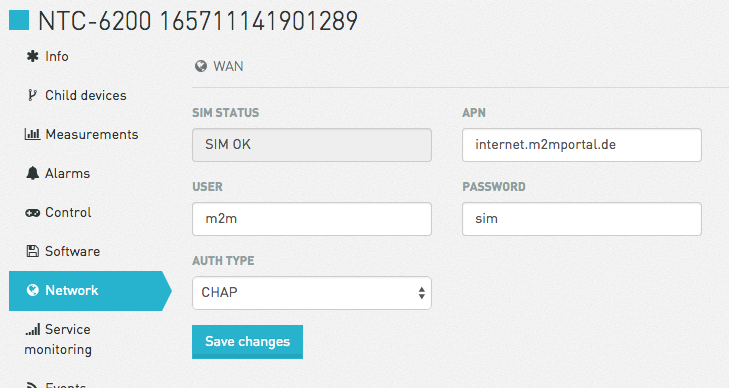 NTC-6200 165711141901289
Info
Child devices
Measurements
Alarms
Control
Software
Network
Service
monitoring
Events
WAN
SIM STATUS
SIM OK
APN
internet.m2mportal.de
USER
m2m
PASSWORD
sim
AUTH TYPE
CHAP
Save changes